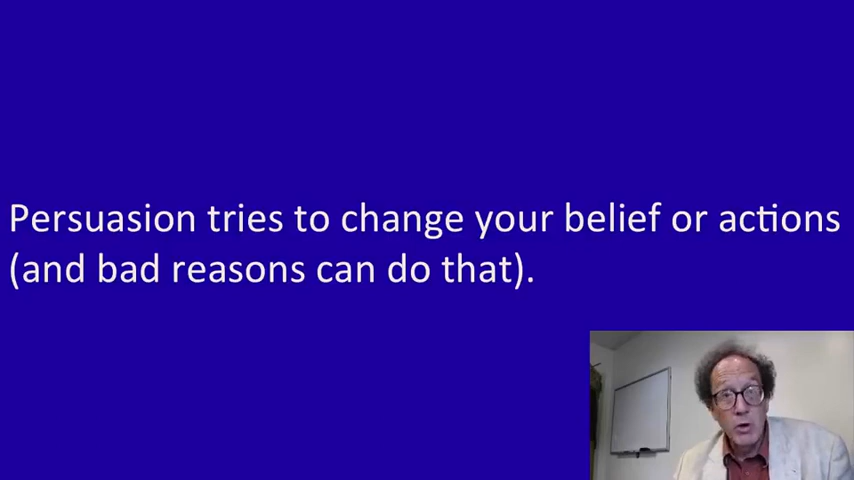 Persuasion tries to change your belief or actions
(and bad reasons can do that).